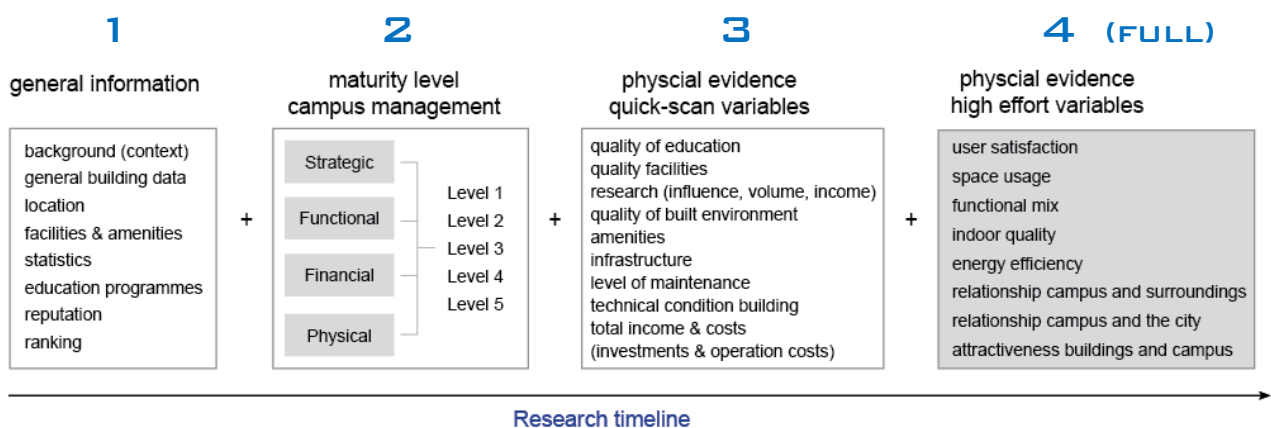 1
general information
background (context)
general building data
location
facilities & amenities
statistics
education programmes
reputation
ranking
+
2
maturity level
campus management
Strategic
Functional
Financial
Physical
Level 1
Level 2
Level 3
Level 4
Level 5
+
3
physcial evidence
quick-scan variables
quality of education
quality facilities
research (influence, volume, income)
quality of built environment
amenities
infrastructure
level of maintenance
technical condition building
total income & costs
(investments & operation costs)
+
4 (FULL)
physcial evidence
high effort variables
user satisfaction
space usage
functional mix
indoor quality
energy efficiency
relationship campus and surroundings
relationship campus and the city
attractiveness buildings and campus
Research timeline